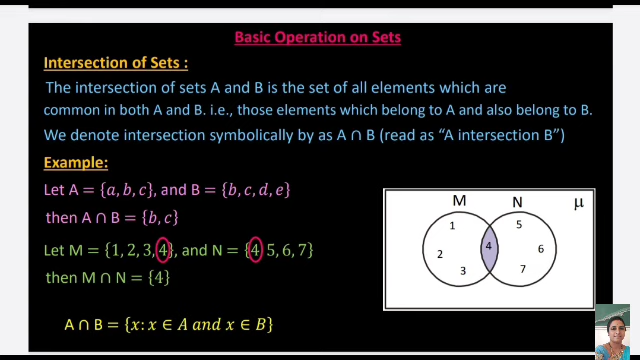 Basic Operation on Sets
Intersection of Sets :
The intersection of sets A and B is the set of all elements which are
common in both A and B. i.e., those elements which belong to A and also belong to B.
We denote intersection symbolically by as A ∩ B (read as “A intersection B”)
Example:
Let A = {a, b, c}, and B = {b, c, d, e}
then A ∩ B = {b, c}
Let M = {1, 2, 3, 4}, and N = {4, 5, 6, 7}
then M ∩ N = {4}
A ∩ B = {x: x ∈ A and x ∈ B}
M N μ
1 5
4 6
2
3 7